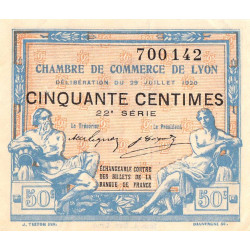 700142
CHAMBRE DE COMMERCE DE LYON
DÉLIBÉRATION DU 29 JUILLET 1920
CINQUANTE CENTIMES
22e SÉRIE
Le Trésorier, Le Président,
ÉCHANGEABLE CONTRE
DES BILLETS DE LA
BANQUE DE FRANCE
50c 50c